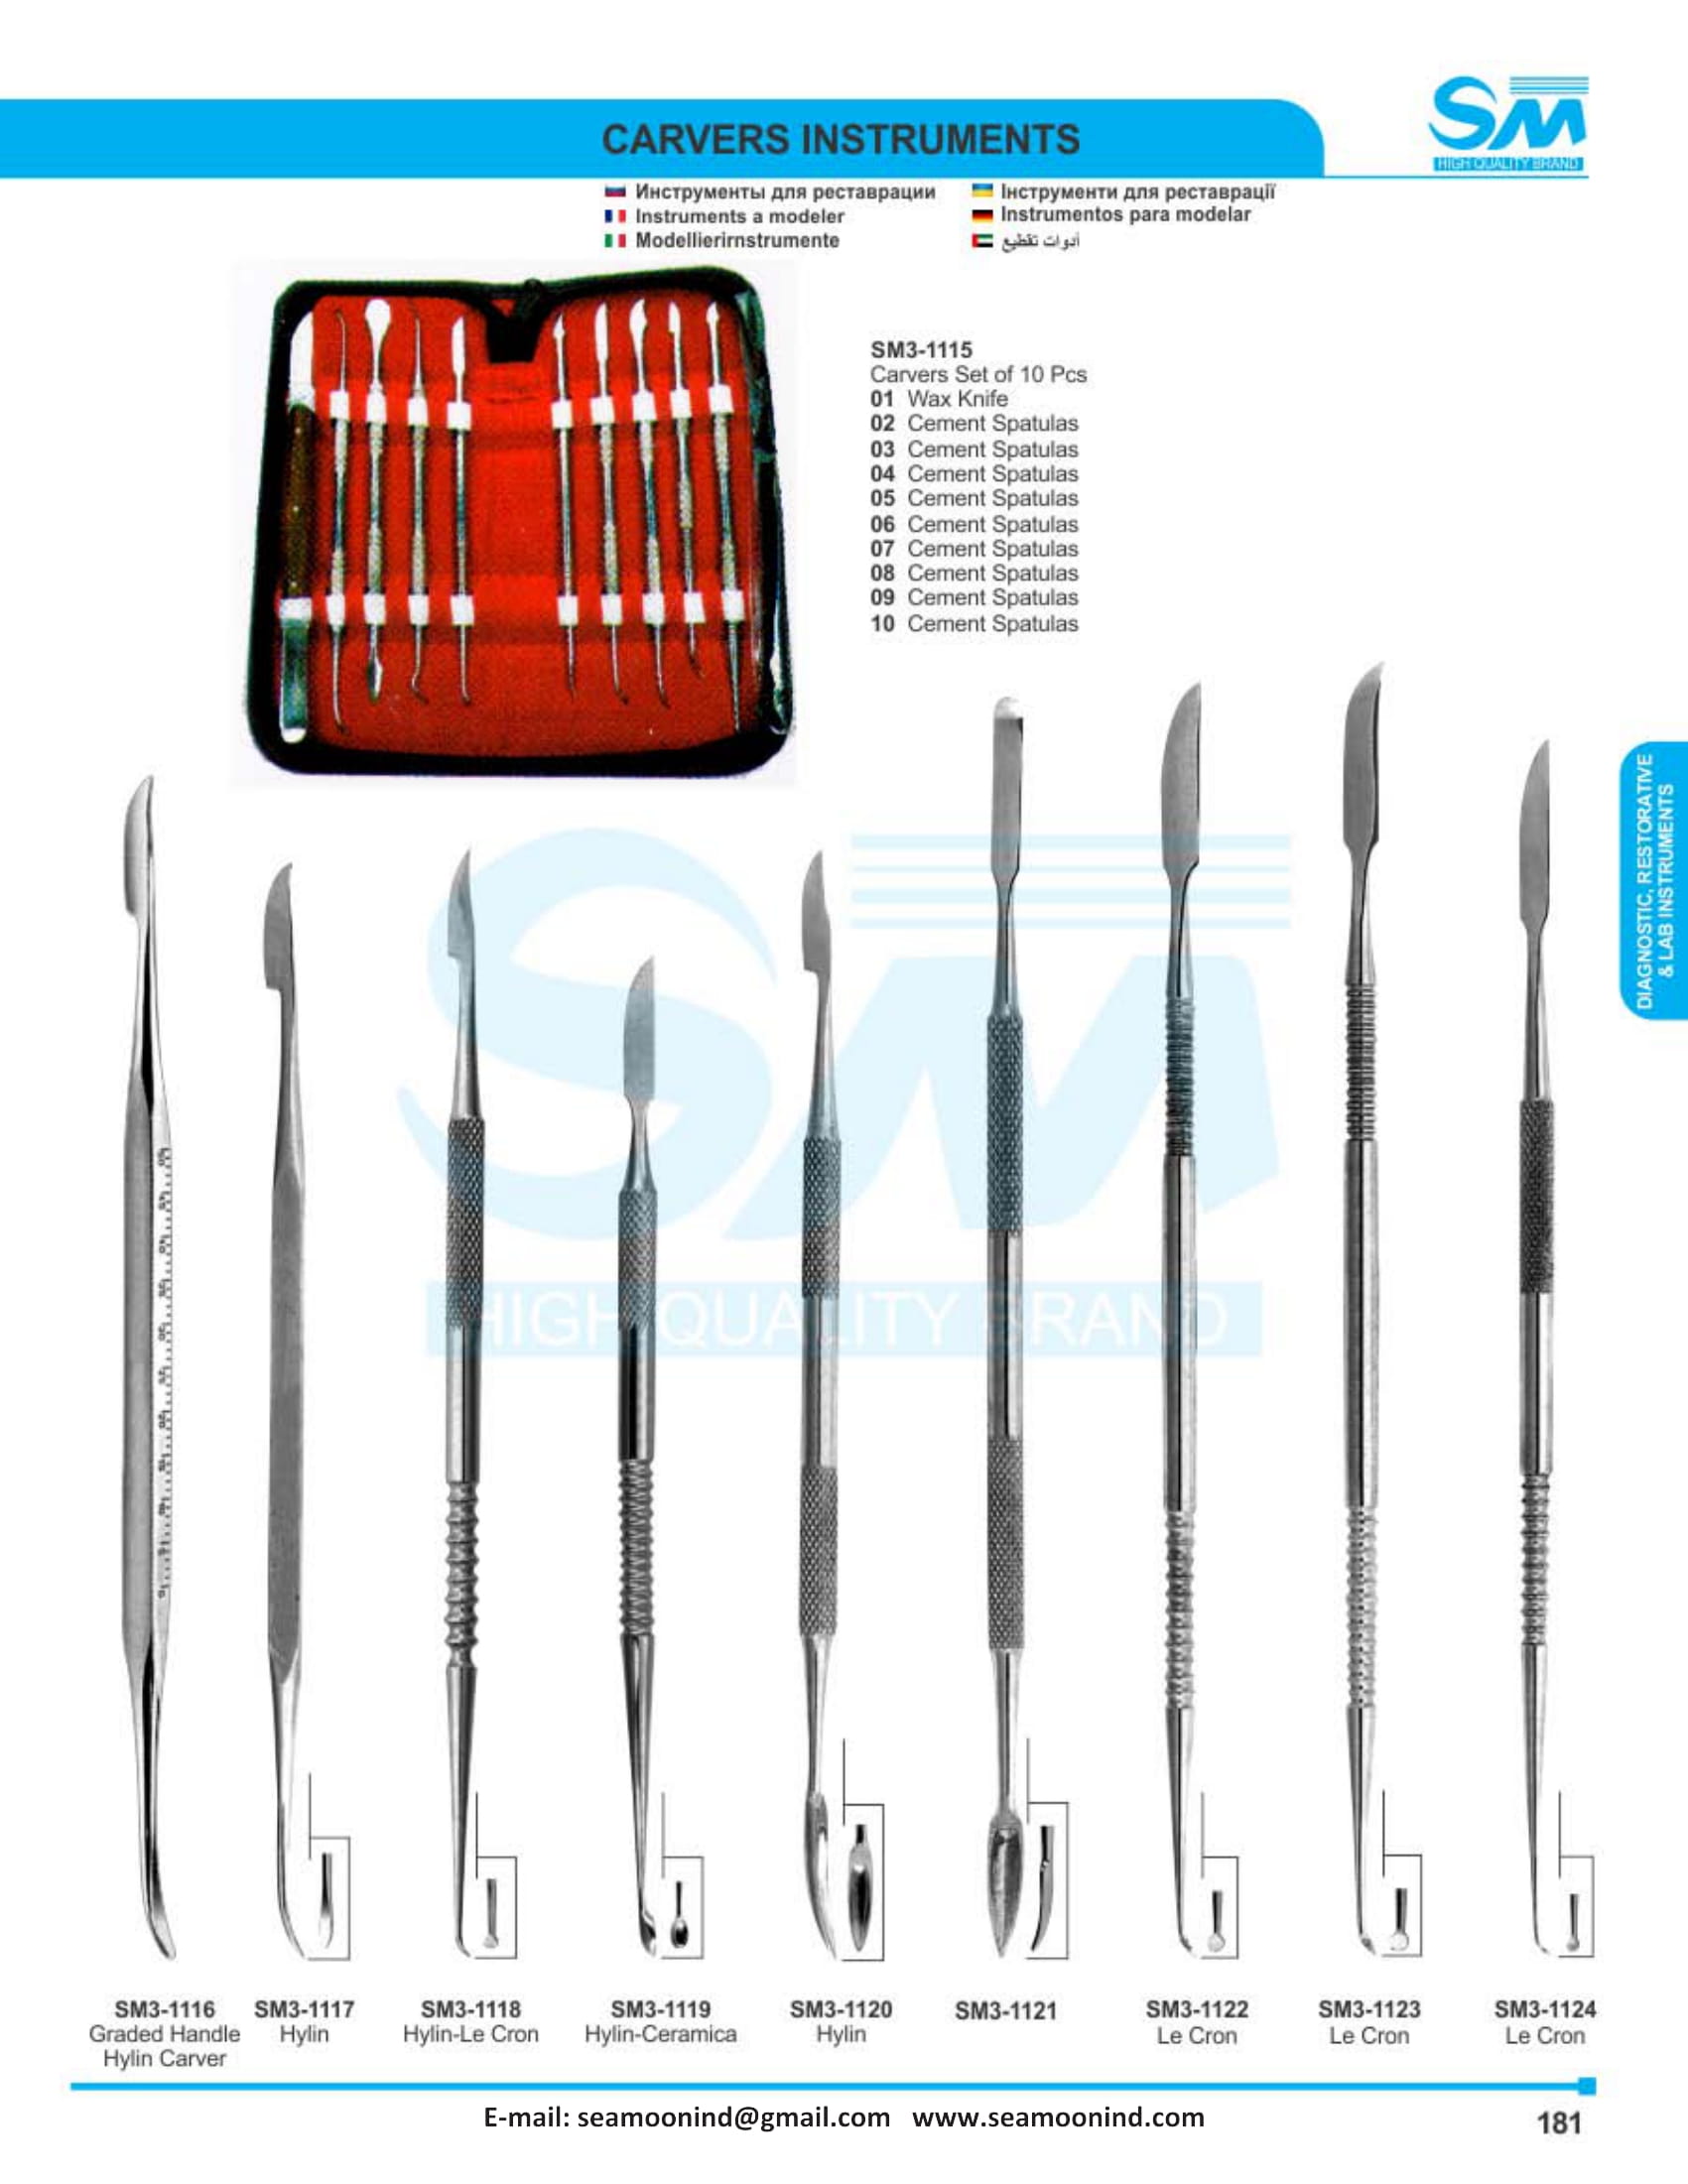 SM
HIGH QUALITY BRAND
CARVERS INSTRUMENTS
Инструменты для реставрации
Instruments a modeler
Modellierirnstrumente
Інструменти для реставрації
Instrumentos para modelar
أدوات تقطيع
SM3-1115
Carvers Set of 10 Pcs
01 Wax Knife
02 Cement Spatulas
03 Cement Spatulas
04 Cement Spatulas
05 Cement Spatulas
06 Cement Spatulas
07 Cement Spatulas
08 Cement Spatulas
09 Cement Spatulas
10 Cement Spatulas
DIAGNOSTIC, RESTORATIVE
& LAB INSTRUMENTS
SM
HIGH QUALITY BRAND
SM3-1116
Graded Handle
Hylin Carver
SM3-1117
Hylin
SM3-1118
Hylin-Le Cron
SM3-1119
Hylin-Ceramica
SM3-1120
Hylin
SM3-1121
SM3-1122
Le Cron
SM3-1123
Le Cron
SM3-1124
Le Cron
E-mail: seamoonind@gmail.com www.seamoonind.com
181